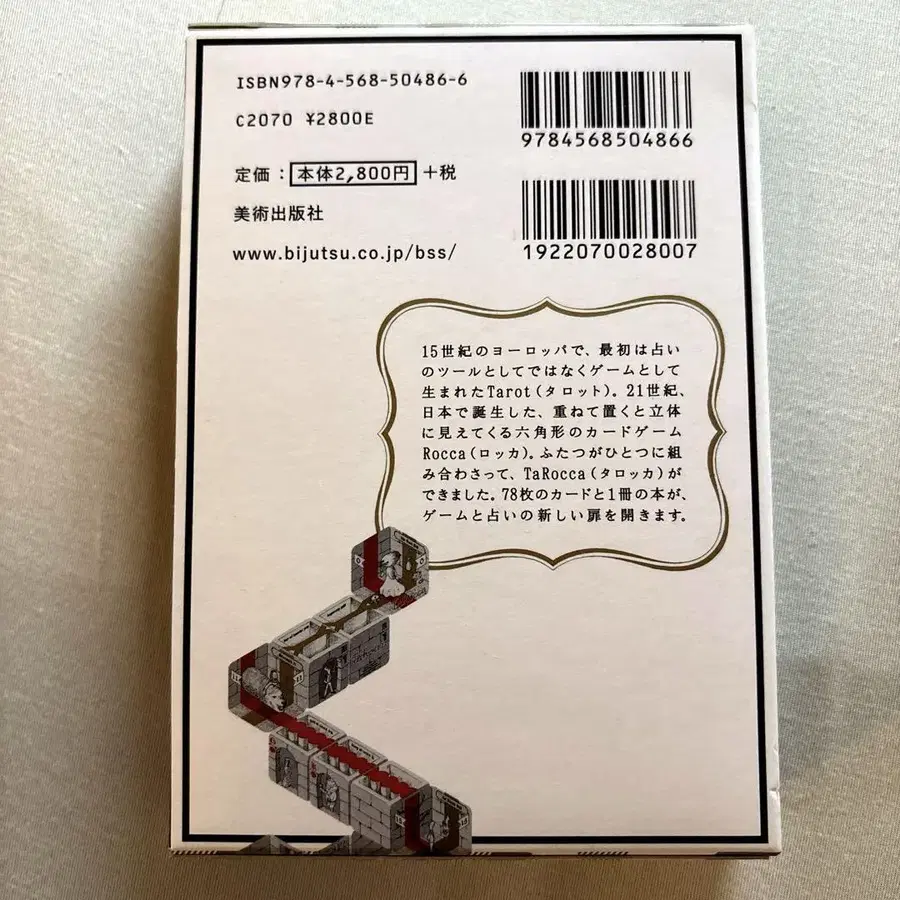 ISBN978-4-568-50486-6
C2070 ¥2800E
定価：本体2,800円+税
美術出版社
www.bijutsu.co.jp/bss/
9784568504866
1922070028007
15世紀のヨーロッパで、最初は占い
のツールとしてではなくゲームとして
生まれたTarot（タロット）。21世紀、
日本で誕生した、重ねて置くと立体
に見えてくる六角形のカードゲーム
Rocca（ロッカ）。ふたつがひとつに組
み合わさって、TaRocca（タロッカ）が
できました。78枚のカードと1冊の本が、
ゲームと占いの新しい扉を開きます。